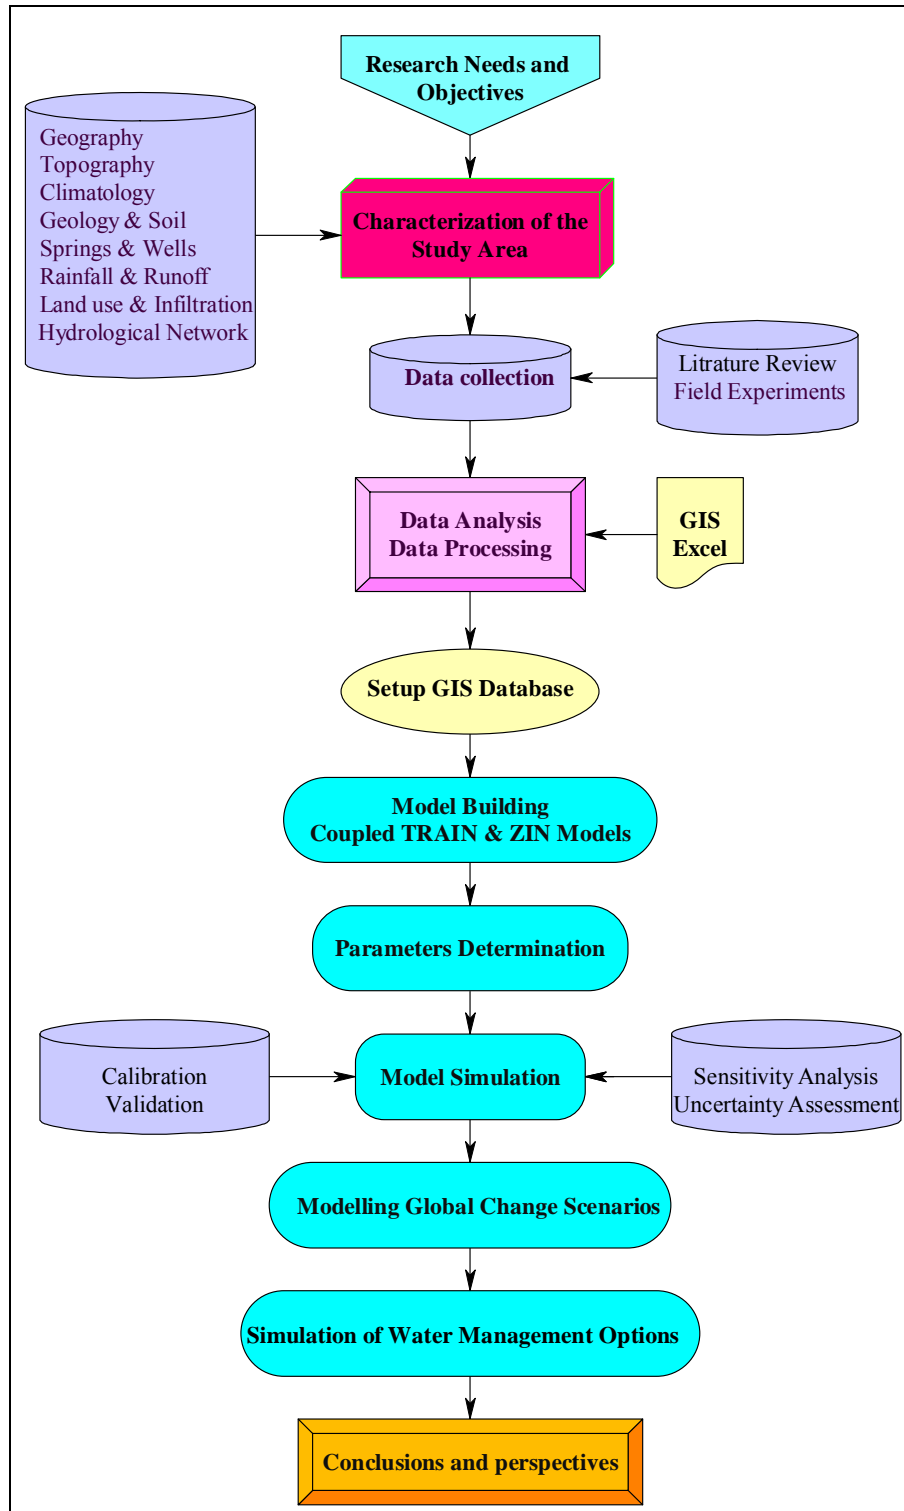 Research Needs and
Objectives
Geography
Topography
Climatology
Geology & Soil
Springs & Wells
Rainfall & Runoff
Land use & Infiltration
Hydrological Network
Characterization of the
Study Area
Data collection
Litrature Review
Field Experiments
Data Analysis
Data Processing
GIS
Excel
Setup GIS Database
Model Building
Coupled TRAIN & ZIN Models
Parameters Determination
Calibration
Validation
Model Simulation
Sensitivity Analysis
Uncertainty Assessment
Modelling Global Change Scenarios
Simulation of Water Management Options
Conclusions and perspectives